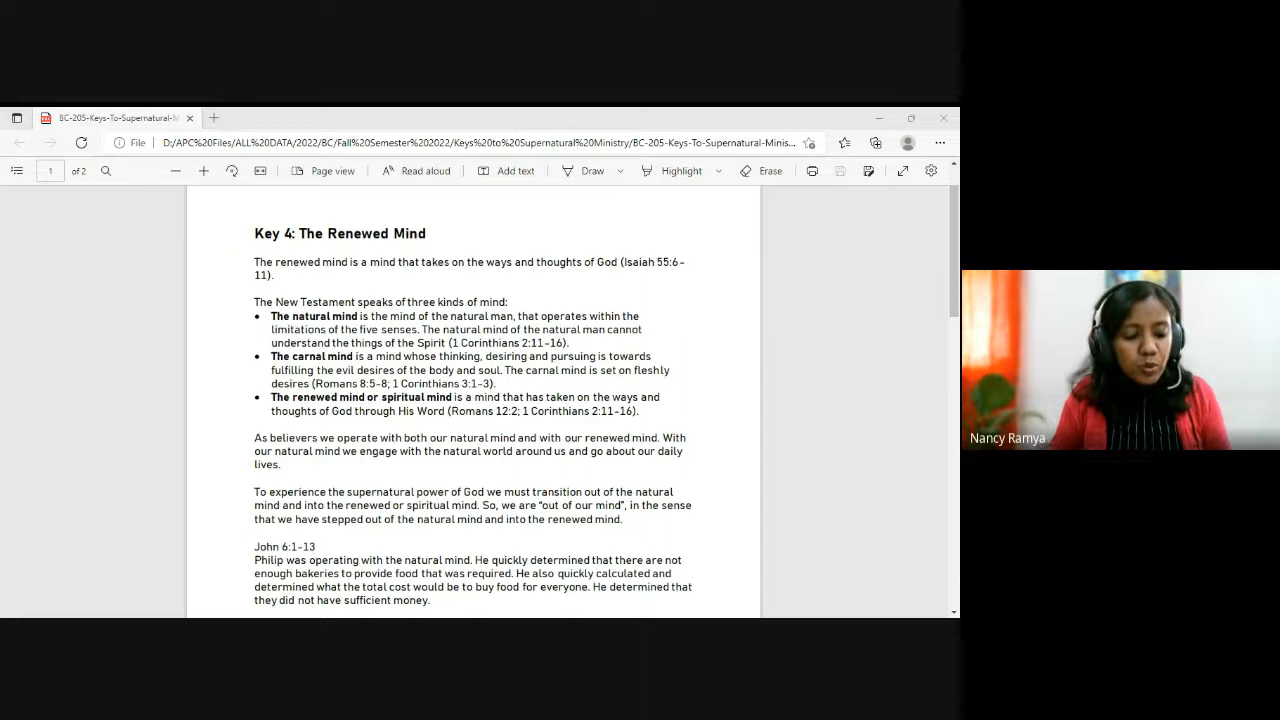 BC-205-Keys-To-Supernatural-M
File
D:/APC%20Files/ALL%20DATA/2022/BC/Fall%20Semester%202022/Keys%20to%20Supernatural%20Ministry/BC-205-Keys-To-Supernatural-Minis...
1 of 2
Page view
Read aloud
Add text
Draw
Highlight
Erase
Key 4: The Renewed Mind
The renewed mind is a mind that takes on the ways and thoughts of God (Isaiah 55:6-
11).
The New Testament speaks of three kinds of mind:
• The natural mind is the mind of the natural man, that operates within the
limitations of the five senses. The natural mind of the natural man cannot
understand the things of the Spirit (1 Corinthians 2:11-16).
• The carnal mind is a mind whose thinking, desiring and pursuing is towards
fulfilling the evil desires of the body and soul. The carnal mind is set on fleshly
desires (Romans 8:5-8; 1 Corinthians 3:1-3).
• The renewed mind or spiritual mind is a mind that has taken on the ways and
thoughts of God through His Word (Romans 12:2; 1 Corinthians 2:11-16).
As believers we operate with both our natural mind and with our renewed mind. With
our natural mind we engage with the natural world around us and go about our daily
lives.
To experience the supernatural power of God we must transition out of the natural
mind and into the renewed or spiritual mind. So, we are "out of our mind", in the sense
that we have stepped out of the natural mind and into the renewed mind.
John 6:1-13
Philip was operating with the natural mind. He quickly determined that there are not
enough bakeries to provide food that was required. He also quickly calculated and
determined what the total cost would be to buy food for everyone. He determined that
they did not have sufficient money.
Nancy Ramya